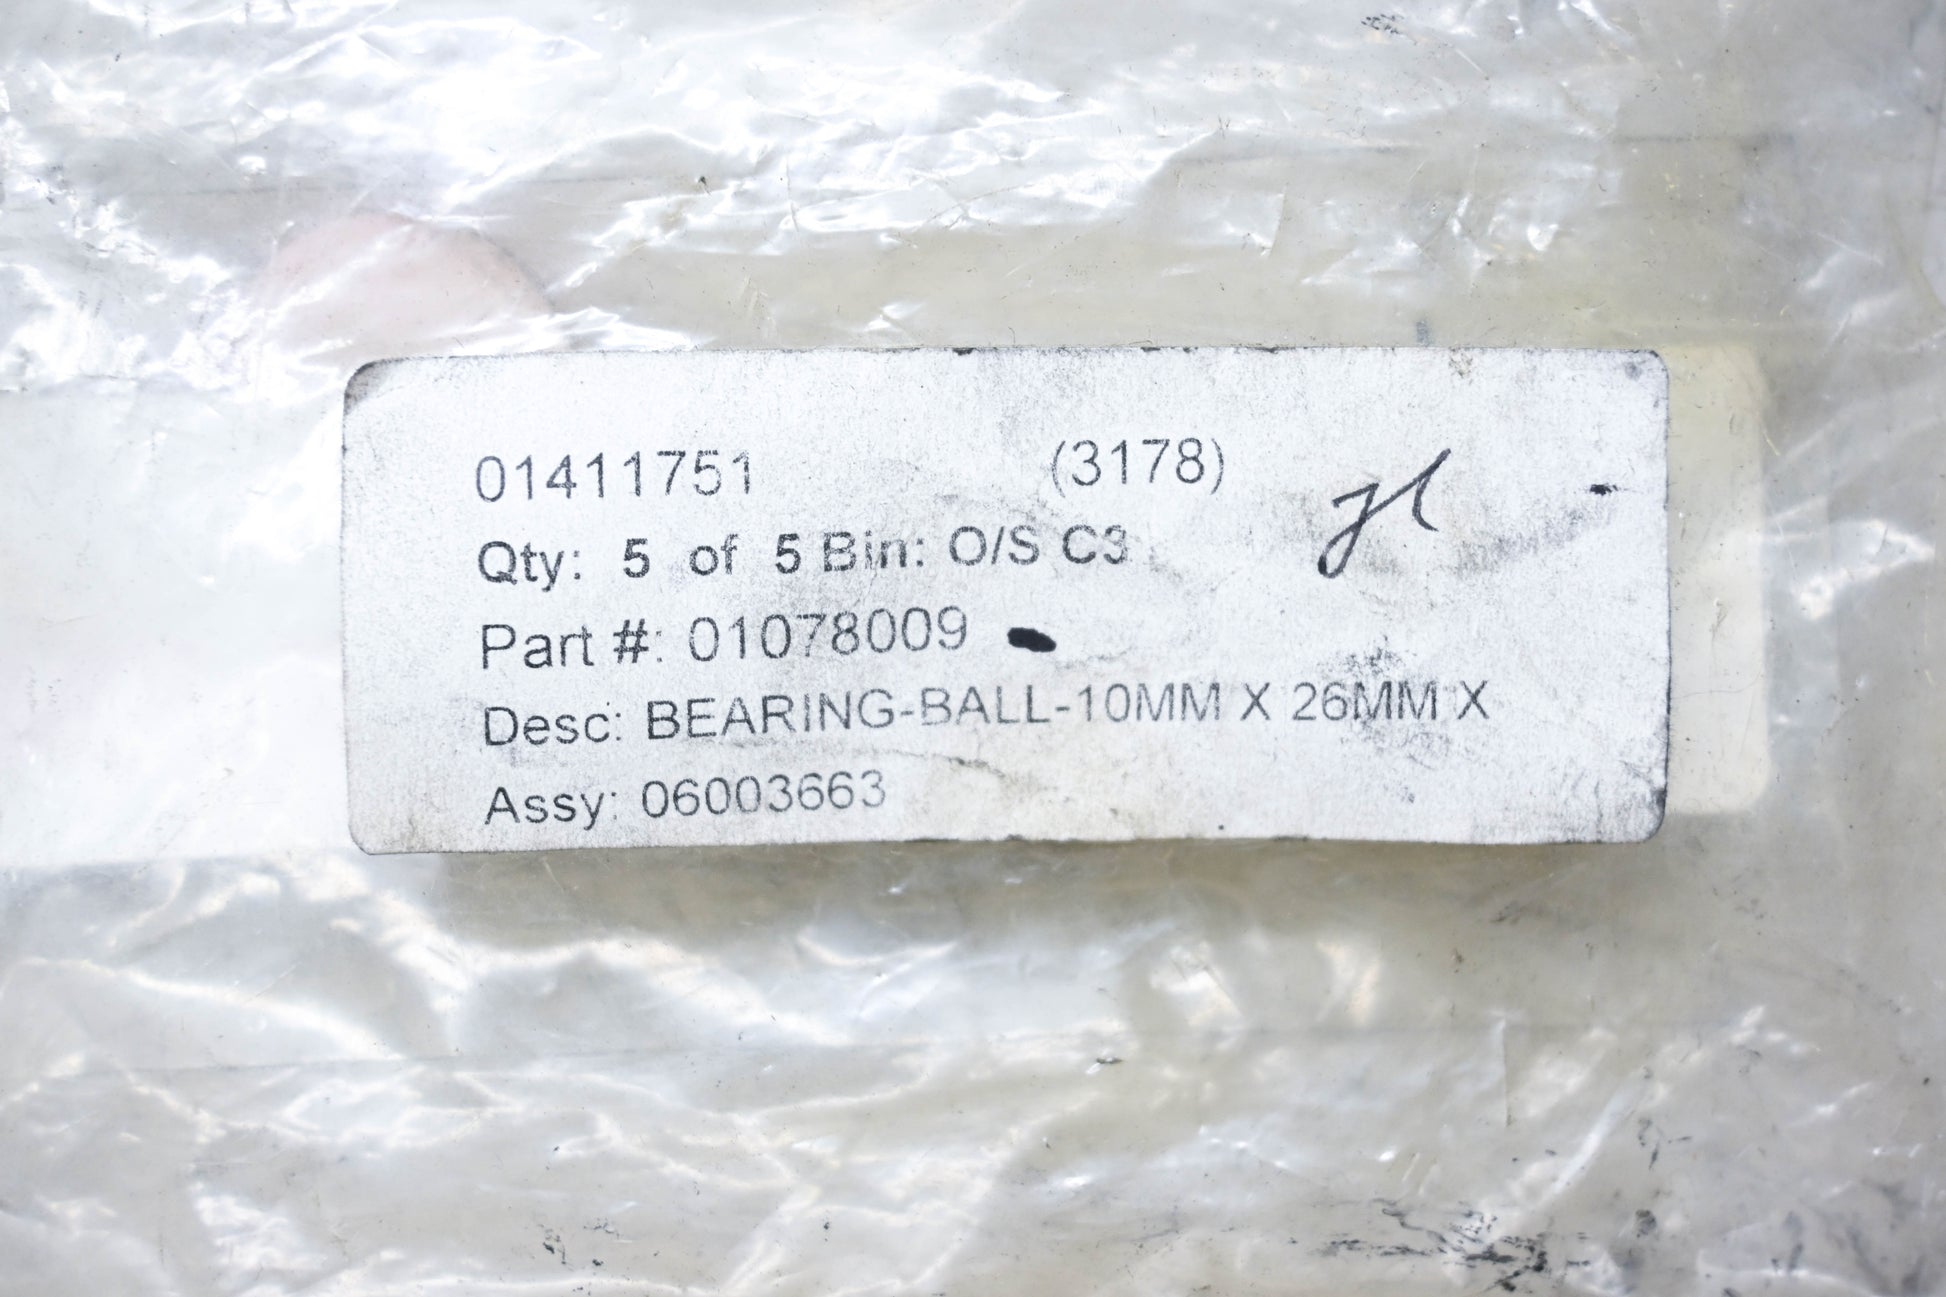 01411751 (3178)
Qty: 5 of 5 Bin: O/S C3
Part #: 01078009
Desc: BEARING-BALL-10MM X 26MM X
Assy: 06003663